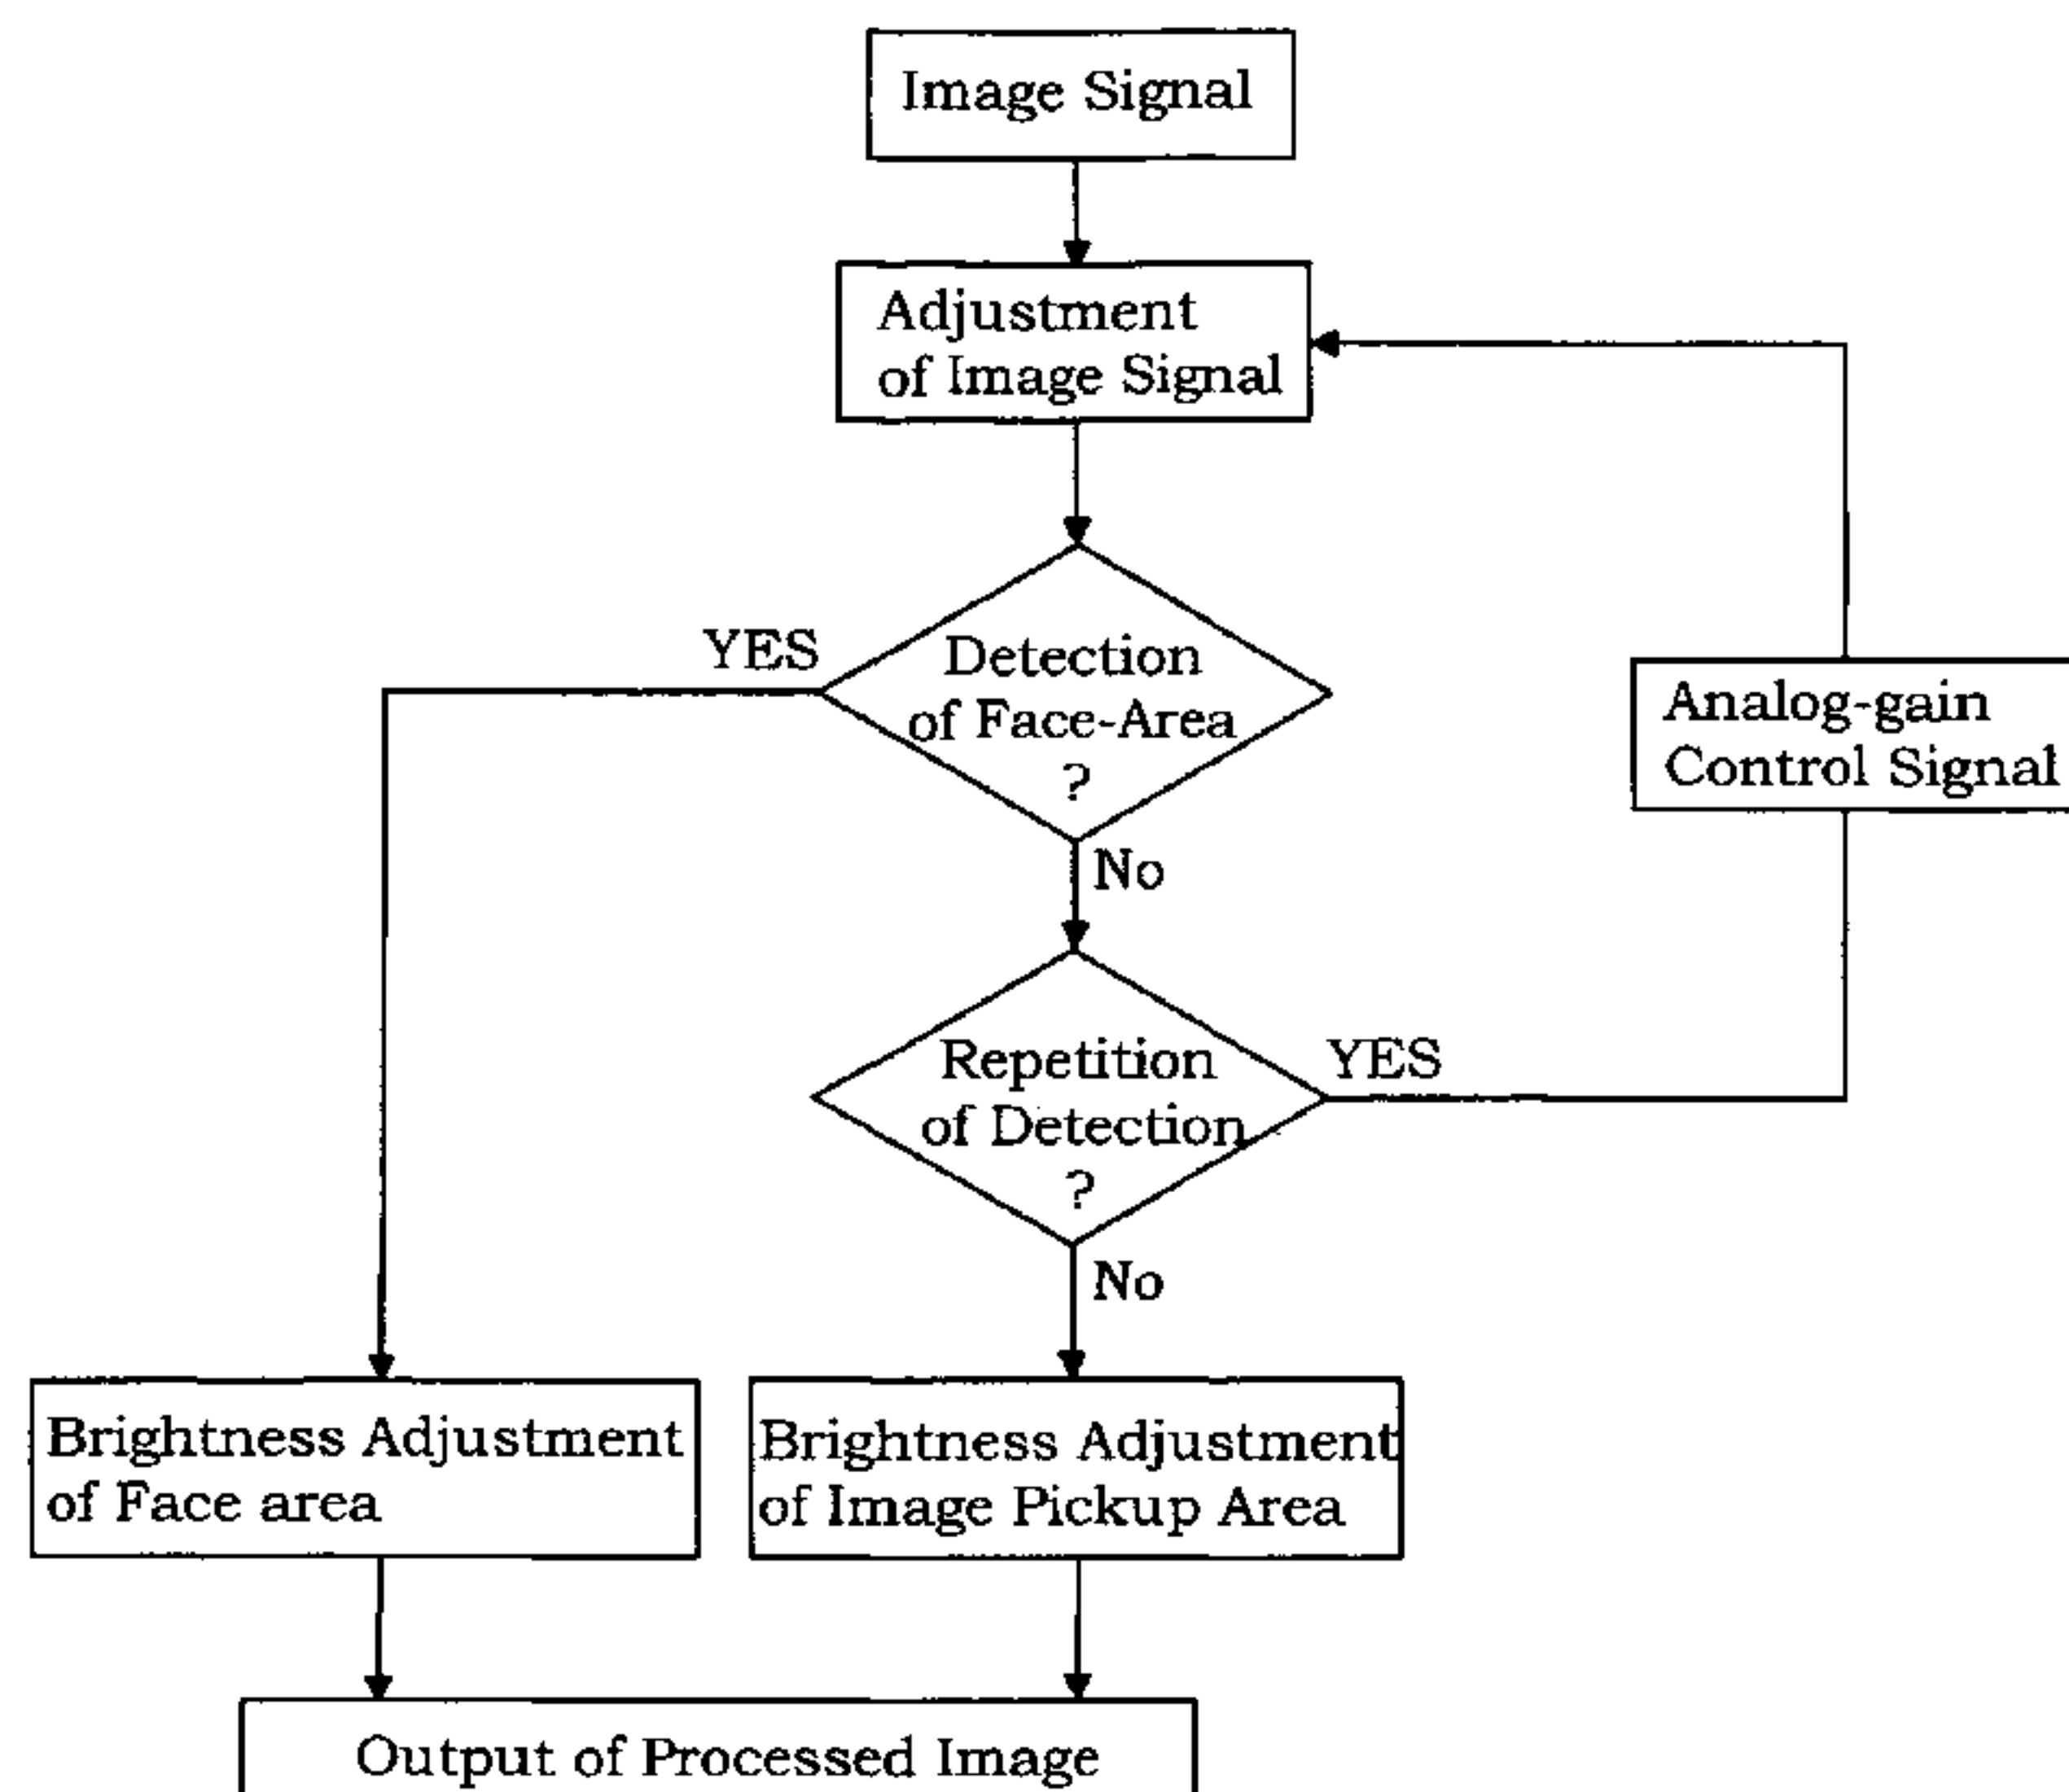 Image Signal
Adjustment
of Image Signal
YES
Detection
of Face-Area
?
Analog-gain
Control Signal
No
Repetition
of Detection
?
YES
No
Brightness Adjustment
of Face area
Brightness Adjustment
of Image Pickup Area
Output of Processed Image